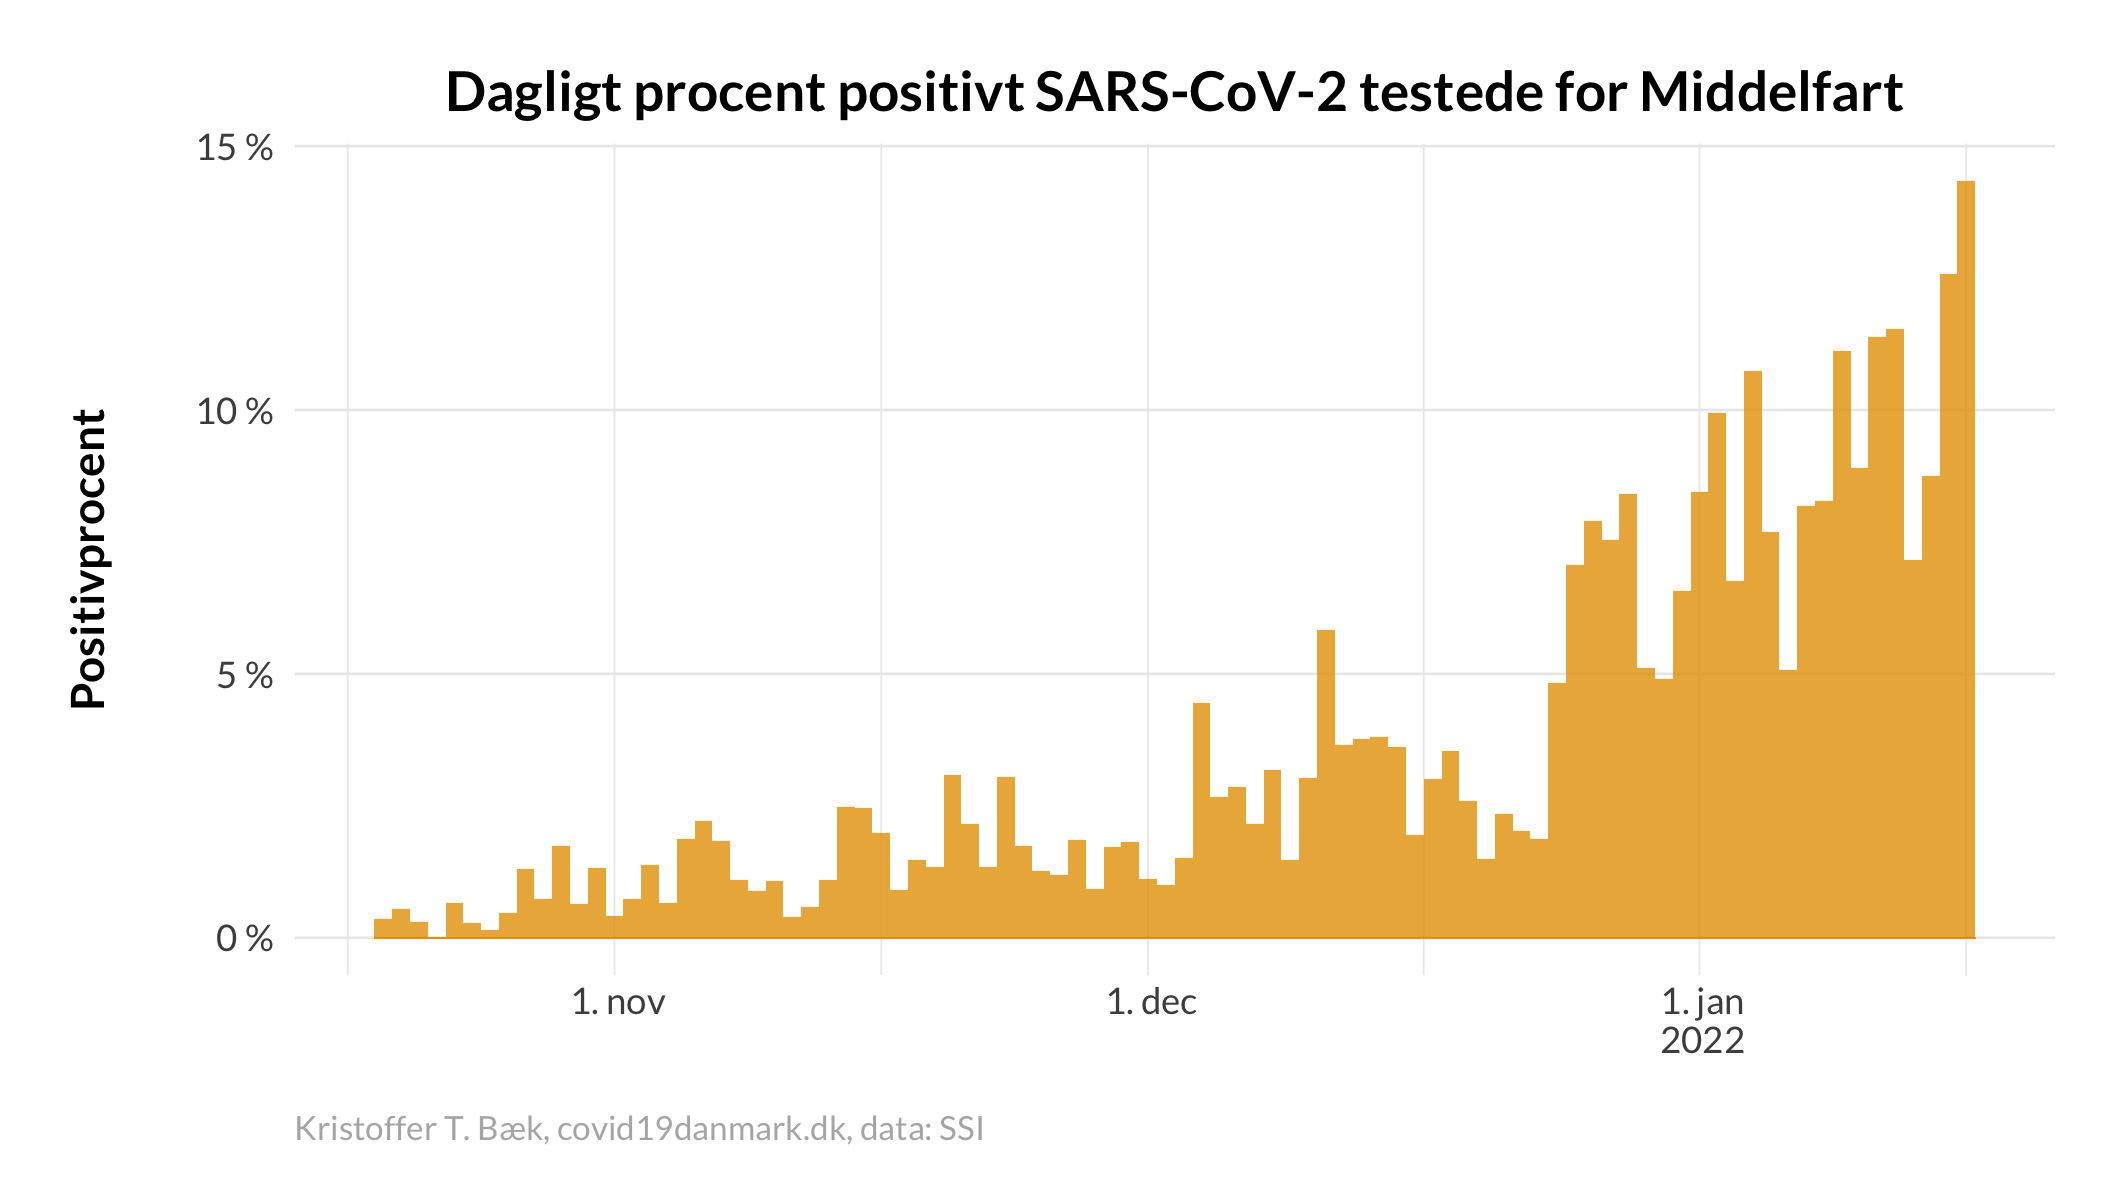 Dagligt procent positivt SARS-CoV-2 testede for Middelfart
15 %
10 %
5 %
0 %
Positivprocent
1. nov
1. dec
1. jan
2022
Kristoffer T. Bæk, covid19danmark.dk, data: SSI